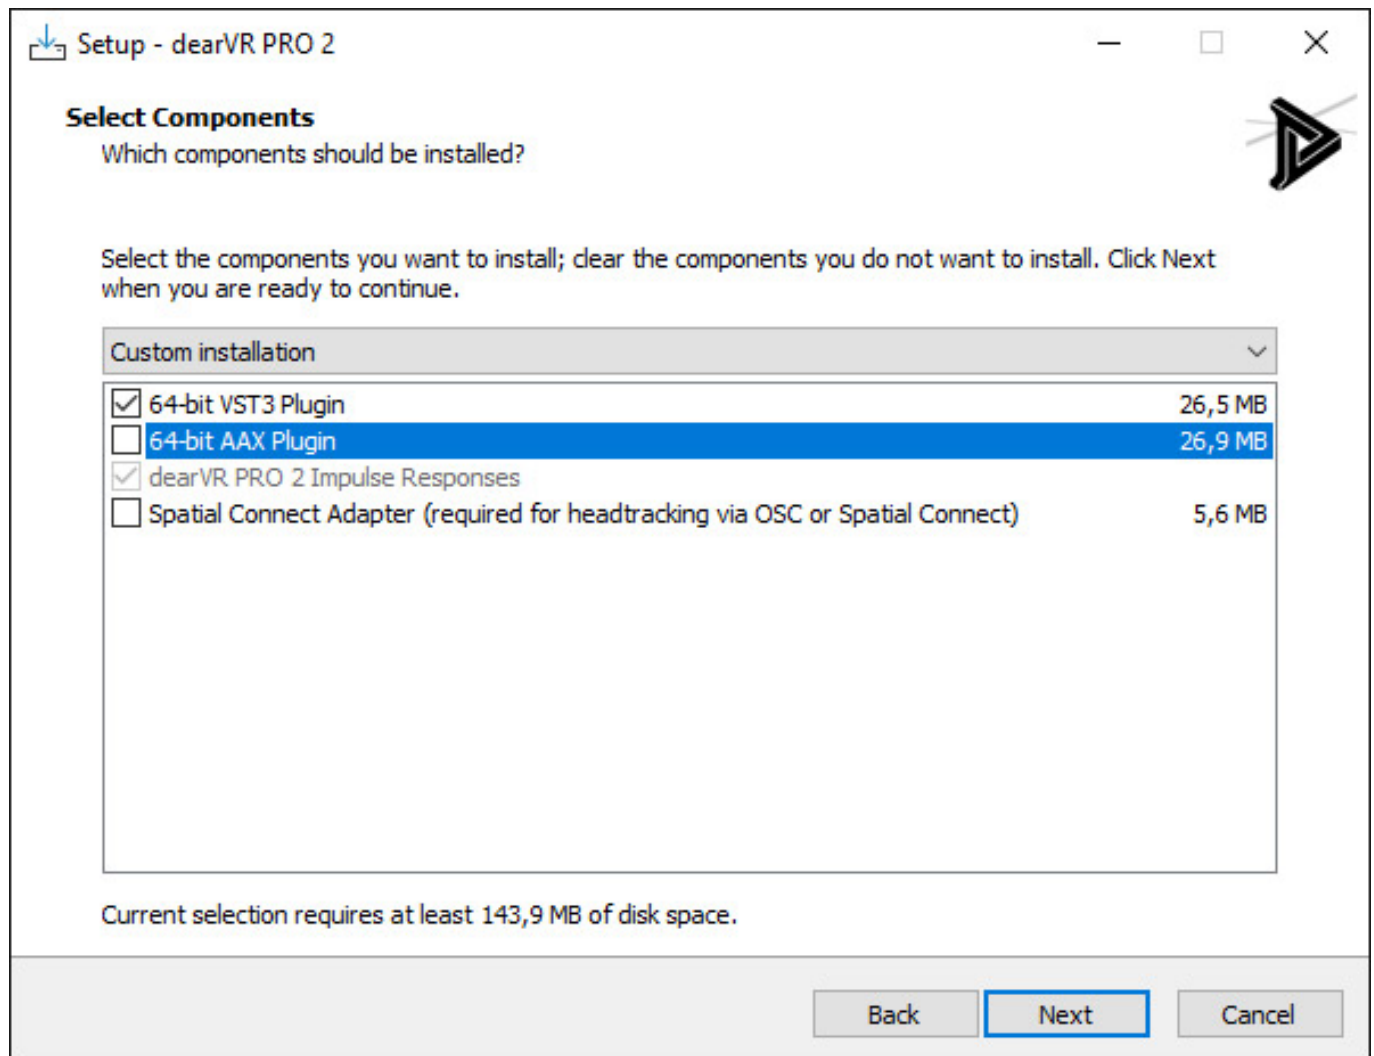 Setup - dearVR PRO 2
Select Components
Which components should be installed?
Select the components you want to install; clear the components you do not want to install. Click Next
when you are ready to continue.
Custom installation
64-bit VST3 Plugin 26,5 MB
64-bit AAX Plugin 26,9 MB
dearVR PRO 2 Impulse Responses
Spatial Connect Adapter (required for headtracking via OSC or Spatial Connect) 5,6 MB
Current selection requires at least 143,9 MB of disk space.
Back Next Cancel